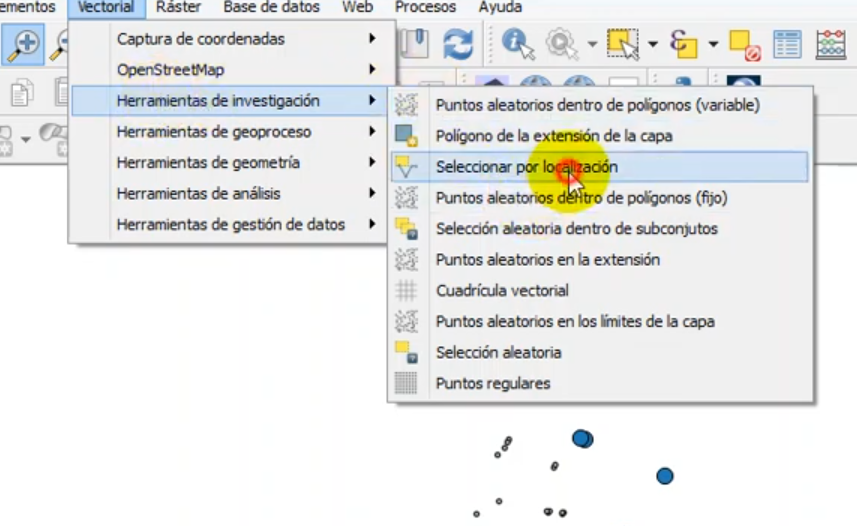 ementos Vectorial Ráster Base de datos Web Procesos Ayuda
Captura de coordenadas
OpenStreetMap
Herramientas de investigación
Herramientas de geoproceso
Herramientas de geometría
Herramientas de análisis
Herramientas de gestión de datos
Puntos aleatorios dentro de polígonos (variable)
Polígono de la extensión de la capa
Seleccionar por localización
Puntos aleatorios dentro de polígonos (fijo)
Selección aleatoria dentro de subconjutos
Puntos aleatorios en la extensión
Cuadrícula vectorial
Puntos aleatorios en los límites de la capa
Selección aleatoria
Puntos regulares